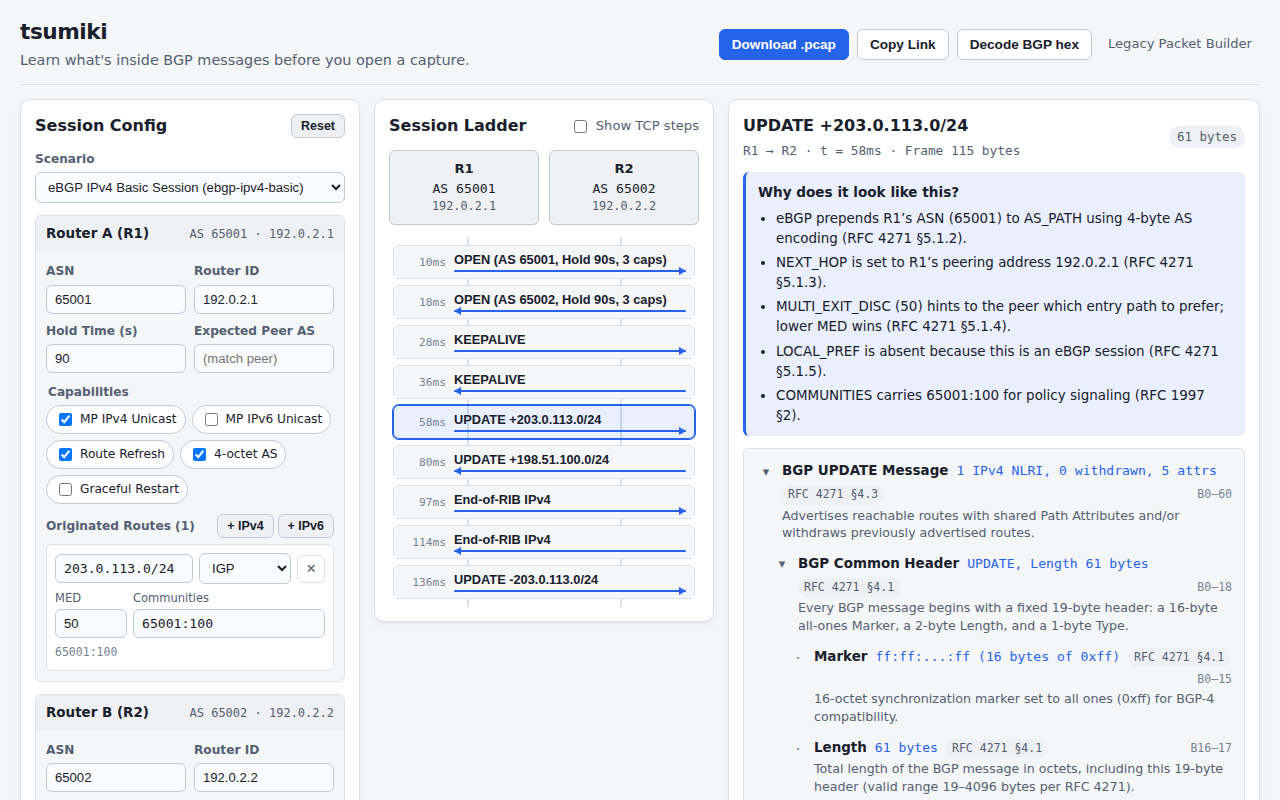 tsumiki
Learn what's inside BGP messages before you open a capture.
Download .pcap
Copy Link
Decode BGP hex
Legacy Packet Builder
Session Config
Reset
Scenario
eBGP IPv4 Basic Session (ebgp-ipv4-basic)
Router A (R1)
AS 65001 · 192.0.2.1
ASN
Router ID
65001
192.0.2.1
Hold Time (s)
Expected Peer AS
90
(match peer)
Capabilities
MP IPv4 Unicast
MP IPv6 Unicast
Route Refresh
4-octet AS
Graceful Restart
Originated Routes (1)
+ IPv4
+ IPv6
203.0.113.0/24
IGP
×
MED
Communities
50
65001:100
65001:100
Router B (R2)
AS 65002 · 192.0.2.2
ASN
Router ID
65002
192.0.2.2
Session Ladder
Show TCP steps
R1
AS 65001
192.0.2.1
R2
AS 65002
192.0.2.2
10ms OPEN (AS 65001, Hold 90s, 3 caps)
18ms OPEN (AS 65002, Hold 90s, 3 caps)
28ms KEEPALIVE
36ms KEEPALIVE
58ms UPDATE +203.0.113.0/24
80ms UPDATE +198.51.100.0/24
97ms End-of-RIB IPv4
114ms End-of-RIB IPv4
136ms UPDATE -203.0.113.0/24
UPDATE +203.0.113.0/24
R1 → R2 · t = 58ms · Frame 115 bytes
61 bytes
Why does it look like this?
• eBGP prepends R1’s ASN (65001) to AS_PATH using 4-byte AS
encoding (RFC 4271 §5.1.2).
• NEXT_HOP is set to R1’s peering address 192.0.2.1 (RFC 4271
§5.1.3).
• MULTI_EXIT_DISC (50) hints to the peer which entry path to prefer;
lower MED wins (RFC 4271 §5.1.4).
• LOCAL_PREF is absent because this is an eBGP session (RFC 4271
§5.1.5).
• COMMUNITIES carries 65001:100 for policy signaling (RFC 1997
§2).
▾ BGP UPDATE Message 1 IPv4 NLRI, 0 withdrawn, 5 attrs
RFC 4271 §4.3 B0–60
Advertises reachable routes with shared Path Attributes and/or
withdraws previously advertised routes.
▾ BGP Common Header UPDATE, Length 61 bytes
RFC 4271 §4.1 B0–18
Every BGP message begins with a fixed 19-byte header: a 16-byte
all-ones Marker, a 2-byte Length, and a 1-byte Type.
· Marker ff:ff:...:ff (16 bytes of 0xff) RFC 4271 §4.1
B0–15
16-octet synchronization marker set to all ones (0xff) for BGP-4
compatibility.
· Length 61 bytes RFC 4271 §4.1 B16–17
Total length of the BGP message in octets, including this 19-byte
header (valid range 19–4096 bytes per RFC 4271).